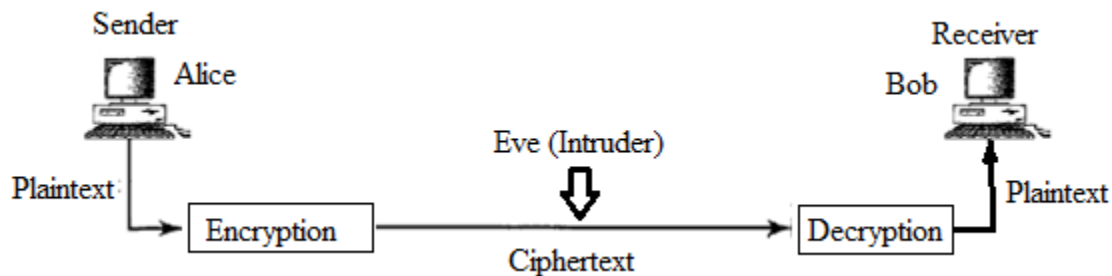 Sender
Receiver
Alice
Bob
Eve (Intruder)
Plaintext
Plaintext
Encryption
Decryption
Ciphertext